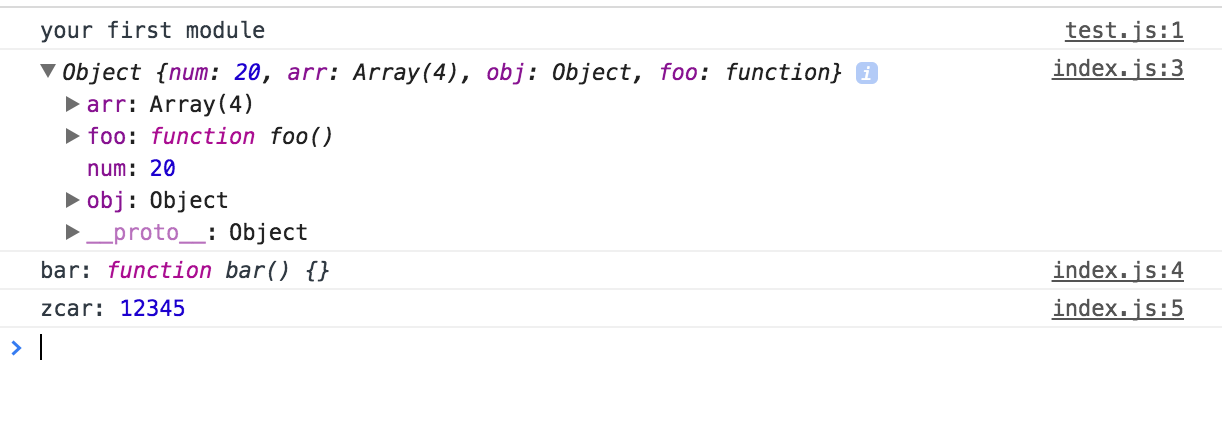 your first module test.js:1
▼Object {num: 20, arr: Array(4), obj: Object, foo: function} i index.js:3
▶arr: Array(4)
▶foo: function foo()
num: 20
▶obj: Object
▶__proto__: Object
bar: function bar() {} index.js:4
zcar: 12345 index.js:5
>